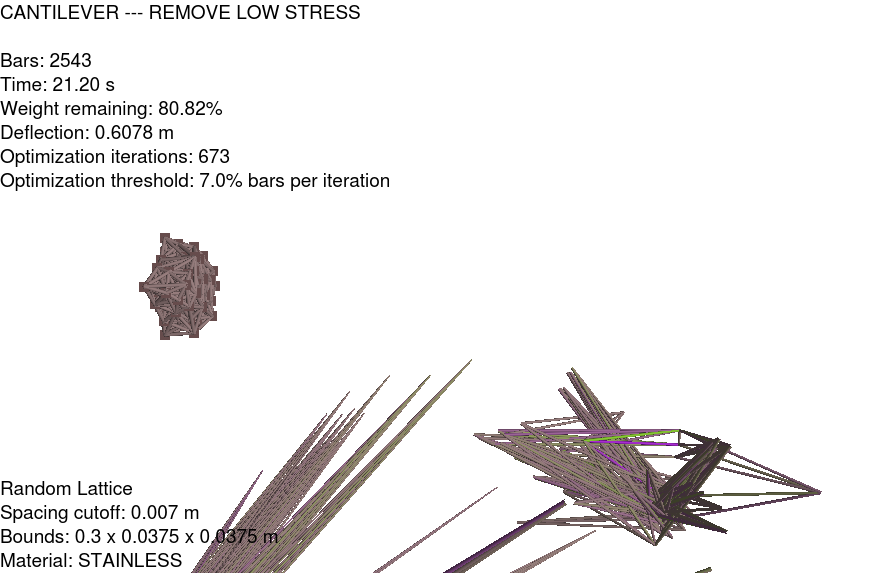 CANTILEVER --- REMOVE LOW STRESS
Bars: 2543
Time: 21.20 s
Weight remaining: 80.82%
Deflection: 0.6078 m
Optimization iterations: 673
Optimization threshold: 7.0% bars per iteration
Random Lattice
Spacing cutoff: 0.007 m
Bounds: 0.3 x 0.0375 x 0.0375 m
Material: STAINLESS